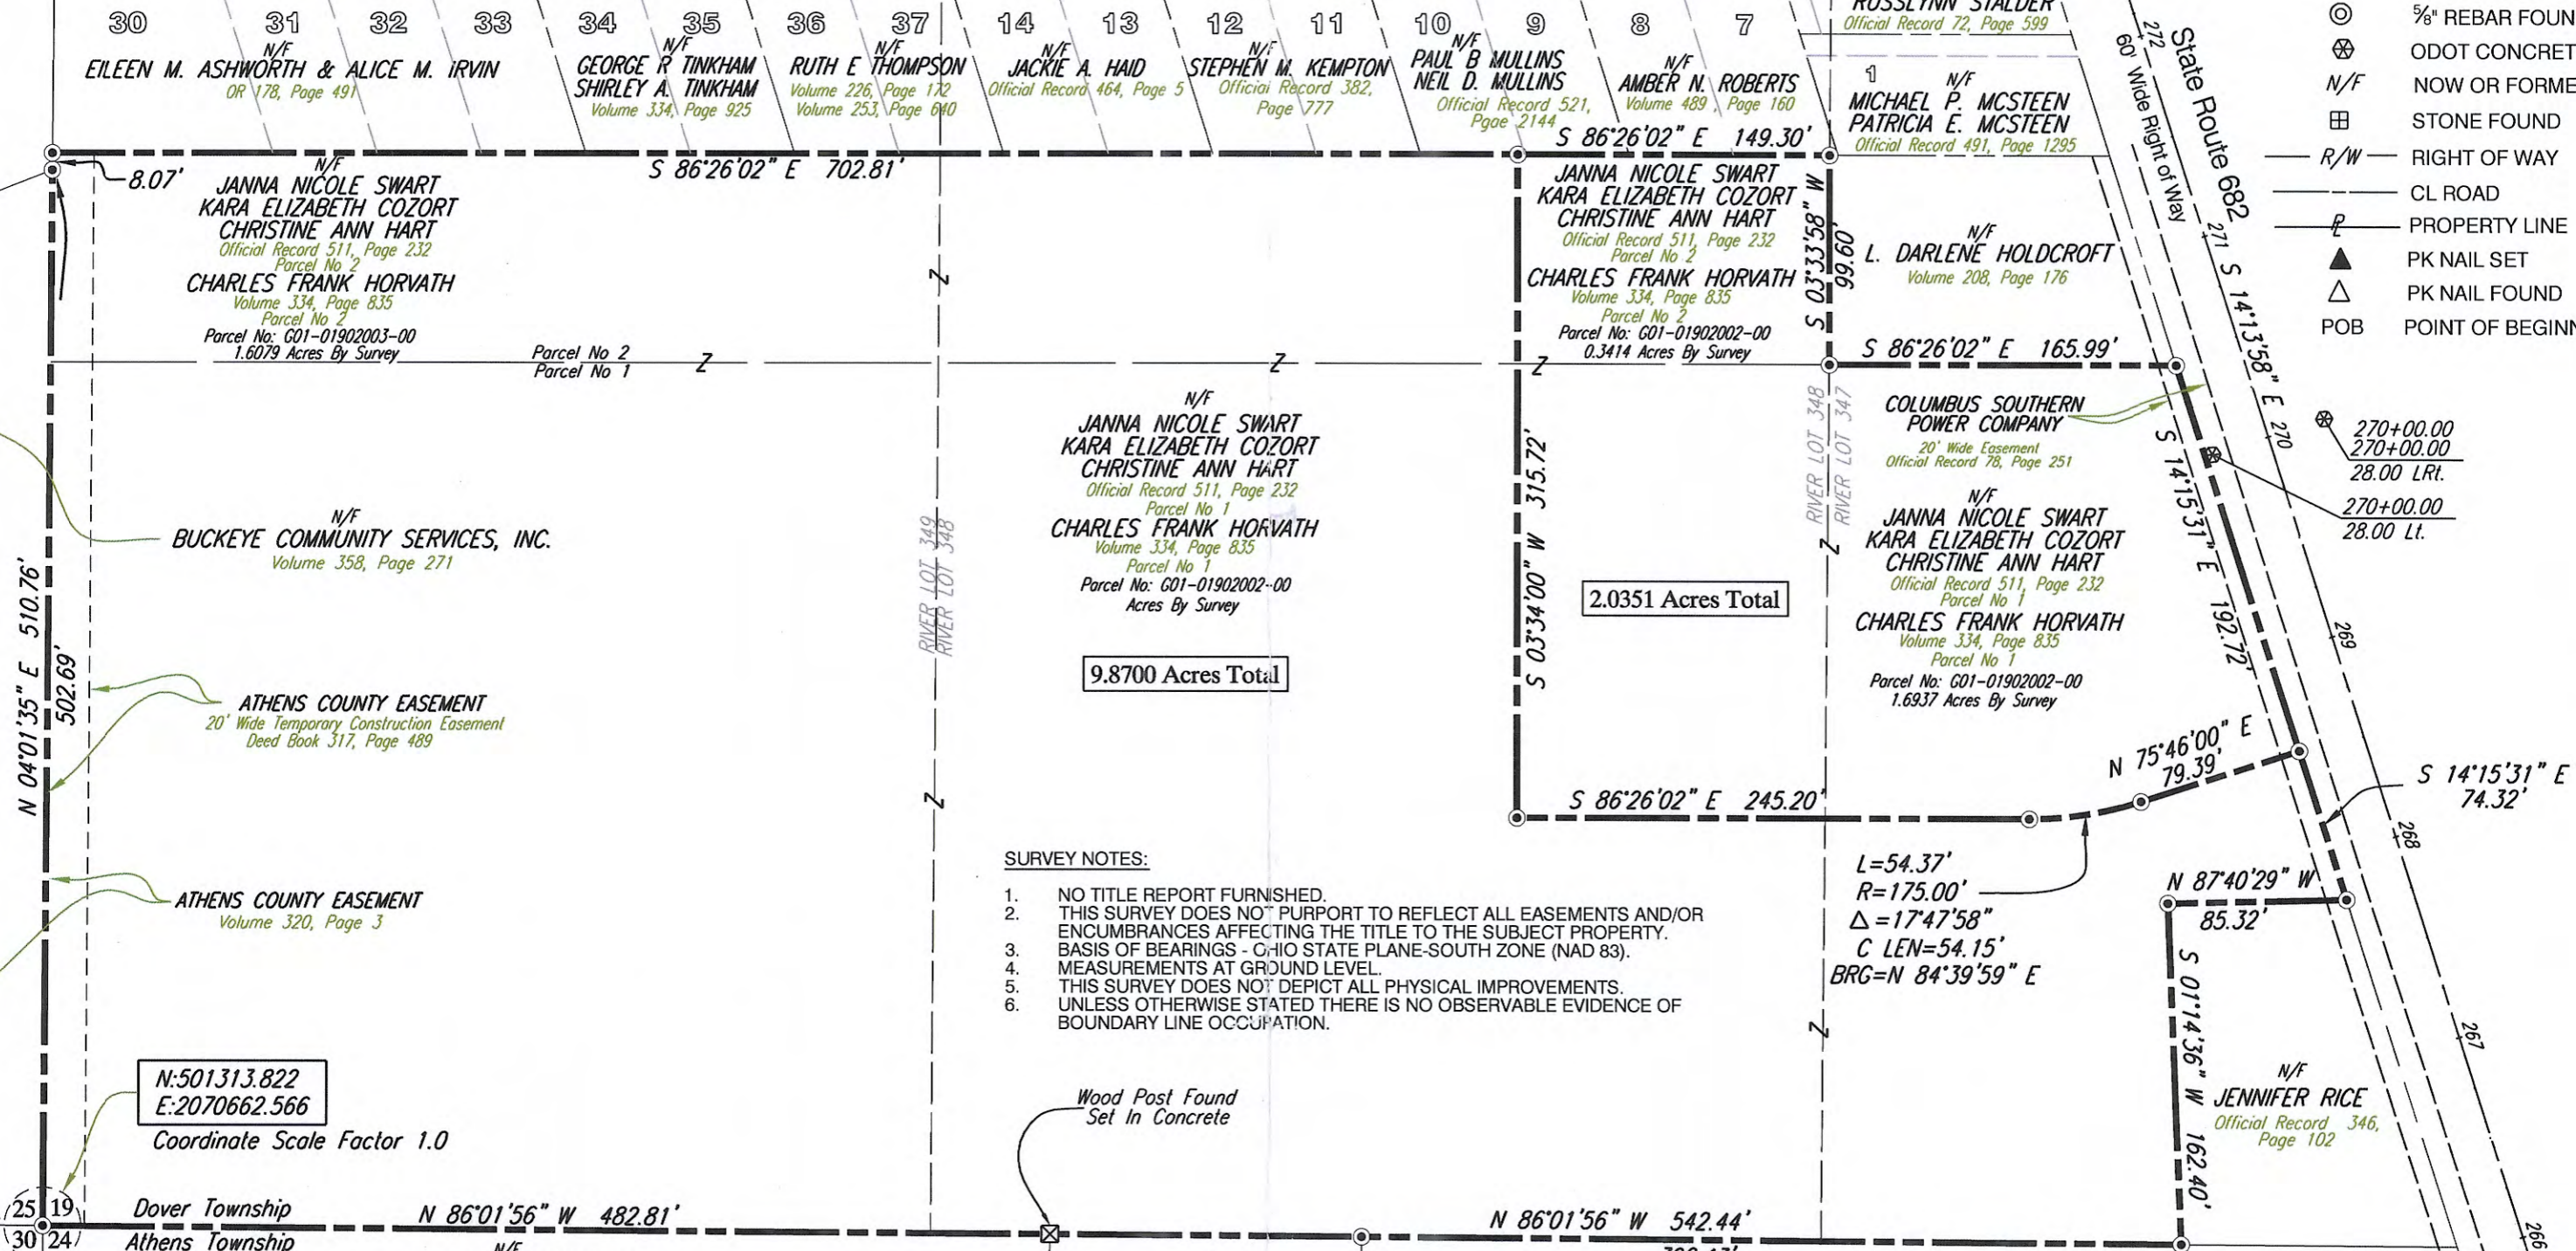 30 31 32 33 34 35 36 37 14 13 12 11 10 9 8 7
N/F
EILEEN M. ASHWORTH & ALICE M. IRVIN
OR 178, Page 491
N/F
GEORGE R TINKHAM
SHIRLEY A. TINKHAM
Volume 334, Page 925
N/F
RUTH E THOMPSON
Volume 226, Page 172
Volume 253, Page 640
N/F
JACKIE A. HAID
Official Record 464, Page 5
N/F
STEPHEN M. KEMPTON
Official Record 382,
Page 777
N/F
PAUL B MULLINS
NEIL D. MULLINS
Official Record 521,
Pgae 2144
N/F
AMBER N. ROBERTS
Volume 489 , Page 160
ROSSLYNN STALDER
Official Record 72, Page 599
1
N/F
MICHAEL P. MCSTEEN
PATRICIA E. MCSTEEN
Official Record 491, Page 1295
272
State Route 682
60' Wide Right of Way
271
S 14°13'58" E
270
269
268
267
266
⅝" REBAR FOUN
ODOT CONCRET
N/F NOW OR FORME
STONE FOUND
R/W RIGHT OF WAY
CL ROAD
PROPERTY LINE
PK NAIL SET
PK NAIL FOUND
POB POINT OF BEGINN
8.07'
S 86°26'02" E 702.81'
S 86°26'02" E 149.30'
N/F
JANNA NICOLE SWART
KARA ELIZABETH COZORT
CHRISTINE ANN HART
Official Record 511, Page 232
Parcel No 2
CHARLES FRANK HORVATH
Volume 334, Page 835
Parcel No 2
Parcel No: G01-01902003-00
1.6079 Acres By Survey
Parcel No 2
Parcel No 1
Z
Z
Z
Z
JANNA NICOLE SWART
KARA ELIZABETH COZORT
CHRISTINE ANN HART
Official Record 511, Page 232
Parcel No 2
CHARLES FRANK HORVATH
Volume 334, Page 835
Parcel No 2
Parcel No: G01-01902002-00
0.3414 Acres By Survey
S 03°33'58" W
99.60'
N/F
L. DARLENE HOLDCROFT
Volume 208, Page 176
S 86°26'02" E 165.99'
COLUMBUS SOUTHERN
POWER COMPANY
20' Wide Easement
Official Record 78, Page 251
270+00.00
270+00.00
28.00 LRt.
270+00.00
28.00 Lt.
N/F
JANNA NICOLE SWART
KARA ELIZABETH COZORT
CHRISTINE ANN HART
Official Record 511, Page 232
Parcel No 1
CHARLES FRANK HORVATH
Volume 334, Page 835
Parcel No 1
Parcel No: G01-01902002-00
Acres By Survey
9.8700 Acres Total
S 03°34'00" W 315.72'
2.0351 Acres Total
RIVER LOT 348
RIVER LOT 347
Z
N/F
JANNA NICOLE SWART
KARA ELIZABETH COZORT
CHRISTINE ANN HART
Official Record 511, Page 232
Parcel No 1
CHARLES FRANK HORVATH
Volume 334, Page 835
Parcel No 1
Parcel No: G01-01902002-00
1.6937 Acres By Survey
S 14°15'31" E 192.72'
N/F
BUCKEYE COMMUNITY SERVICES, INC.
Volume 358, Page 271
RIVER LOT 349
RIVER LOT 348
N 04°01'35" E 510.76'
502.69'
ATHENS COUNTY EASEMENT
20' Wide Temporary Construction Easement
Deed Book 317, Page 489
Z
S 86°26'02" E 245.20'
N 75°46'00" E
79.39'
S 14°15'31" E
74.32'
ATHENS COUNTY EASEMENT
Volume 320, Page 3
SURVEY NOTES:
1. NO TITLE REPORT FURNISHED.
2. THIS SURVEY DOES NOT PURPORT TO REFLECT ALL EASEMENTS AND/OR
ENCUMBRANCES AFFECTING THE TITLE TO THE SUBJECT PROPERTY.
3. BASIS OF BEARINGS - OHIO STATE PLANE-SOUTH ZONE (NAD 83).
4. MEASUREMENTS AT GROUND LEVEL.
5. THIS SURVEY DOES NOT DEPICT ALL PHYSICAL IMPROVEMENTS.
6. UNLESS OTHERWISE STATED THERE IS NO OBSERVABLE EVIDENCE OF
BOUNDARY LINE OCCUPATION.
Z
L=54.37'
R=175.00'
Δ=17°47'58"
C LEN=54.15'
BRG=N 84°39'59" E
N 87°40'29" W
85.32'
S 01°14'36" W 162.40'
N/F
JENNIFER RICE
Official Record 346,
Page 102
N:501313.822
E:2070662.566
Coordinate Scale Factor 1.0
Wood Post Found
Set In Concrete
25 19
30 24
Dover Township
Athens Township
N 86°01'56" W 482.81'
N/F
N 86°01'56" W 542.44'